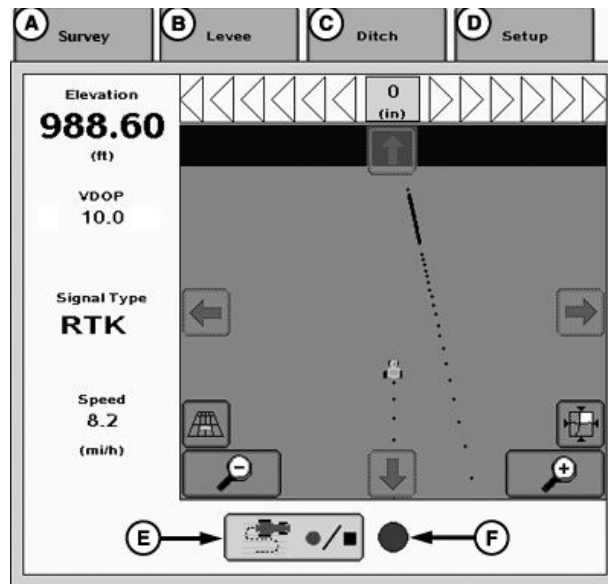 A Survey B Levee C Ditch D Setup
Elevation
988.60
(ft)
0
(in)
VDOP
10.0
Signal Type
RTK
Speed
8.2
(mi/h)
E
F